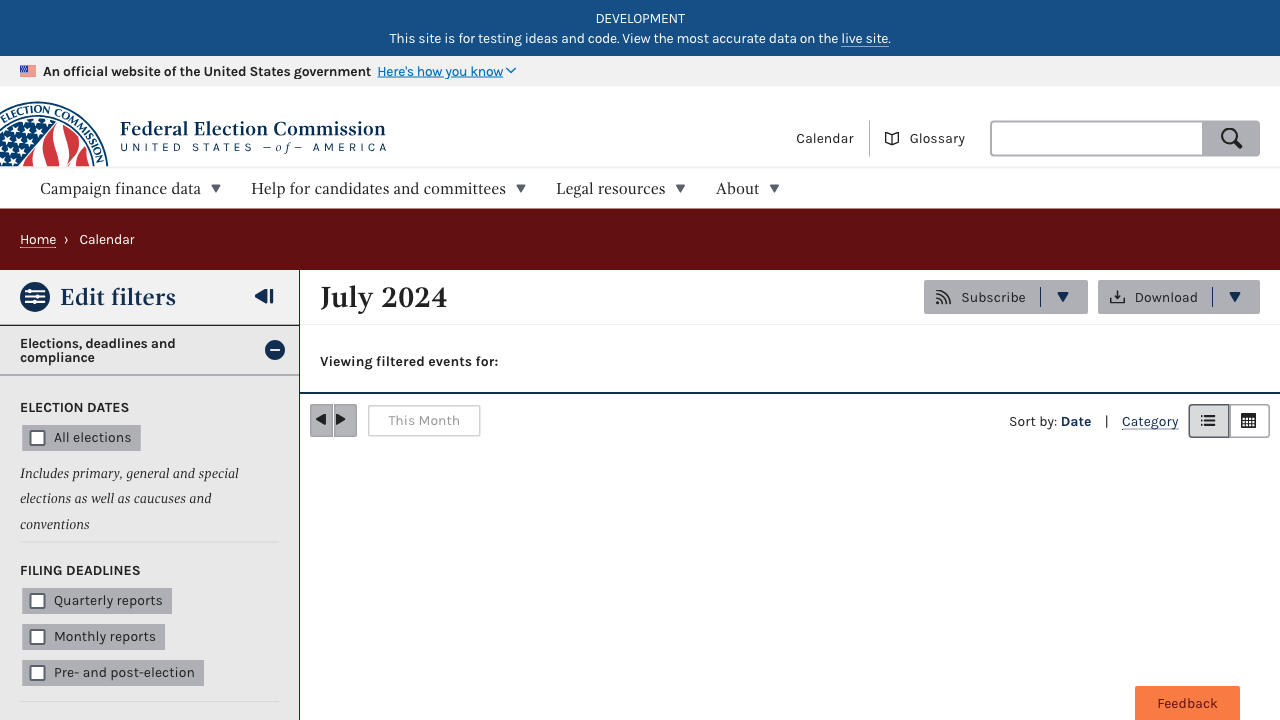 DEVELOPMENT
This site is for testing ideas and code. View the most accurate data on the live site.
An official website of the United States government Here's how you know
ELECTION COMMISSION
Federal Election Commission
UNITED STATES —of— AMERICA
Calendar
Glossary
Campaign finance data
Help for candidates and committees
Legal resources
About
Home › Calendar
Edit filters
July 2024
Subscribe
Download
Elections, deadlines and
compliance
Viewing filtered events for:
ELECTION DATES
This Month
Sort by: Date | Category
All elections
Includes primary, general and special
elections as well as caucuses and
conventions
FILING DEADLINES
Quarterly reports
Monthly reports
Pre- and post-election
Feedback